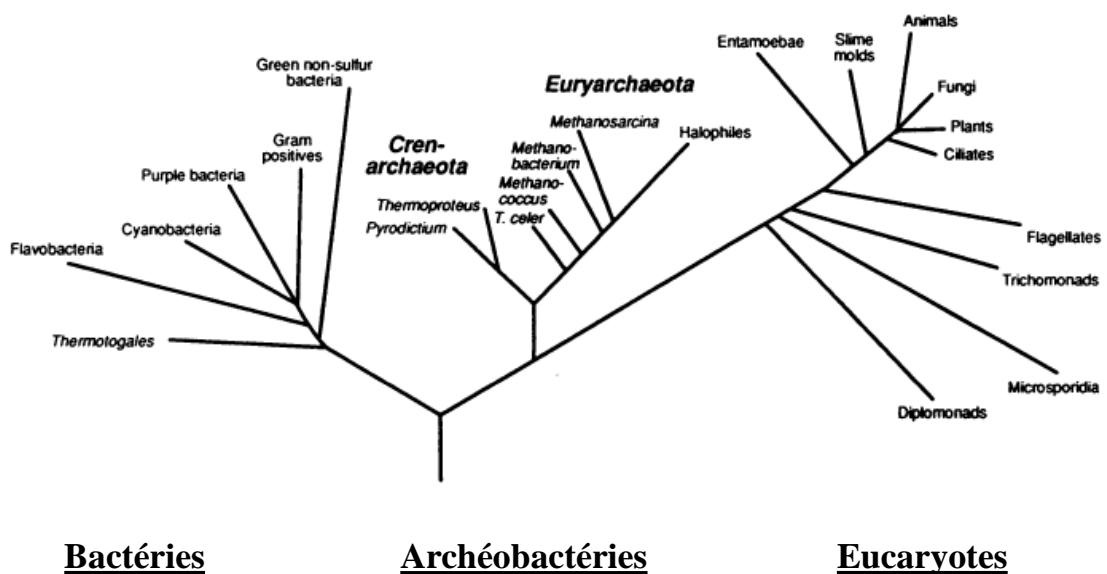 Animals
Entamoebae
Slime
molds
Green non-sulfur
bacteria
Euryarchaeota
Fungi
Methanosarcina
Halophiles
Plants
Gram
positives
Cren-
archaeota
Methano-
bacterium
Ciliates
Purple bacteria
Methano-
coccus
Thermoproteus
T. celer
Pyrodictium
Cyanobacteria
Flavobacteria
Flagellates
Trichomonads
Thermotogales
Microsporidia
Diplomonads
Bactéries
Archéobactéries
Eucaryotes